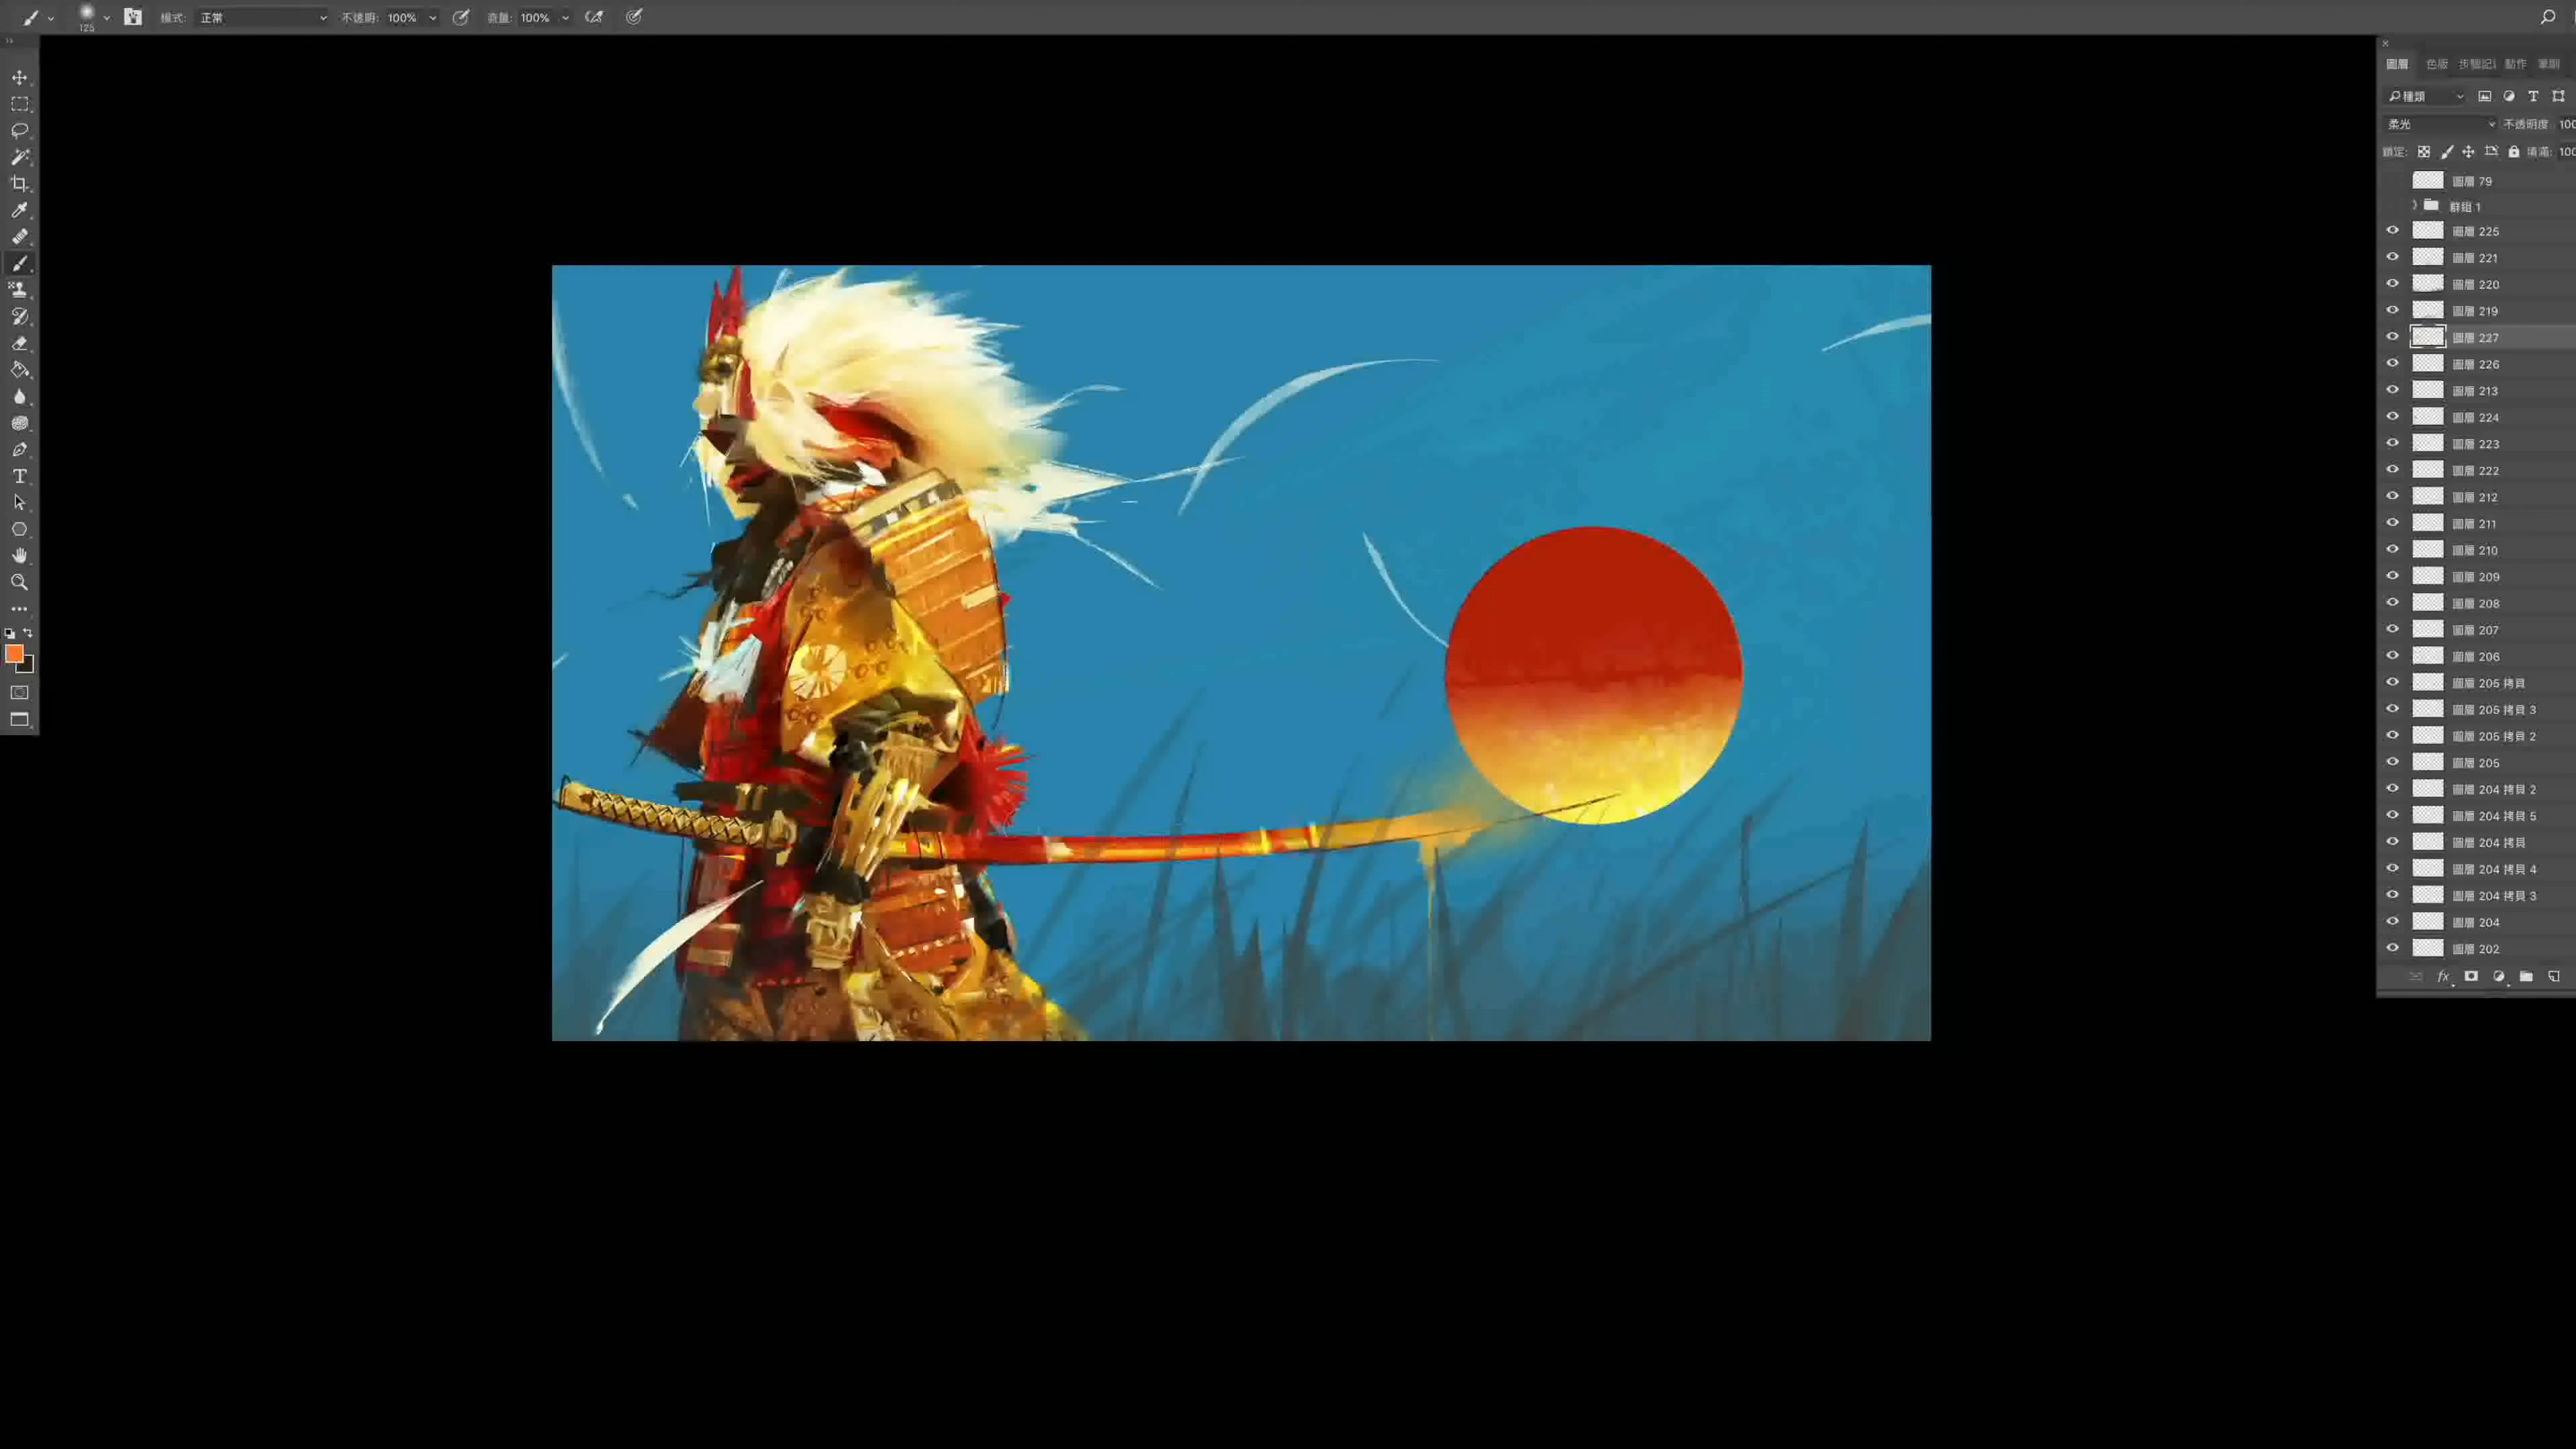 125
模式: 正常
不透明: 100%
流量: 100%
圖層 色版 步驟記 動作 筆刷
種類
柔光 不透明度 100
鎖定: 填滿: 100
圖層 79
群組 1
圖層 225
圖層 221
圖層 220
圖層 219
圖層 227
圖層 226
圖層 213
圖層 224
圖層 223
圖層 222
圖層 212
圖層 211
圖層 210
圖層 209
圖層 208
圖層 207
圖層 206
圖層 205 拷貝
圖層 205 拷貝 3
圖層 205 拷貝 2
圖層 205
圖層 204 拷貝 2
圖層 204 拷貝 5
圖層 204 拷貝
圖層 204 拷貝 4
圖層 204 拷貝 3
圖層 204
圖層 202
fx